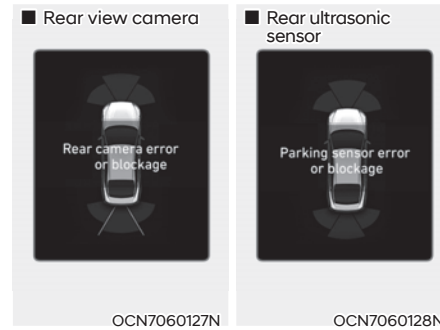 ■ Rear view camera
Rear camera error
or blockage
OCN7060127N
■ Rear ultrasonic
sensor
Parking sensor error
or blockage
OCN7060128N